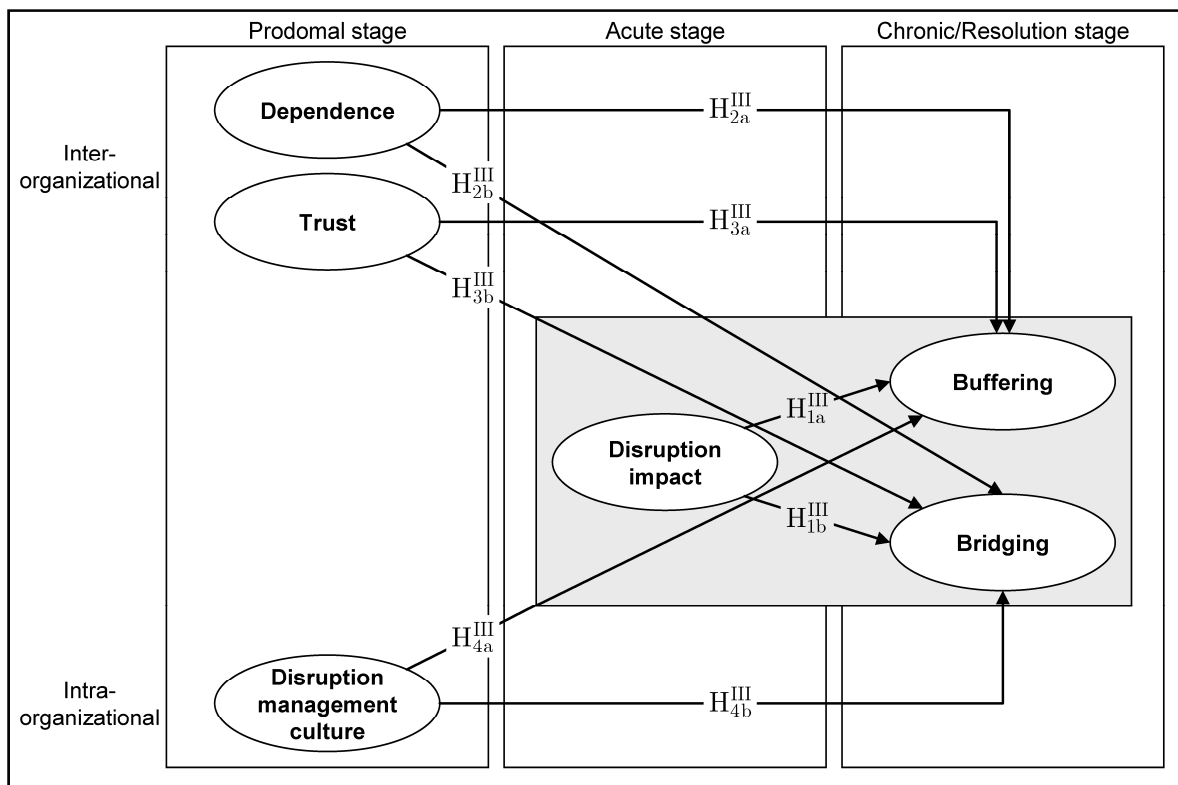 Prodomal stage
Acute stage
Chronic/Resolution stage
Inter-
organizational
Dependence
H^III_2a
H^III_2b
Trust
H^III_3a
H^III_3b
Buffering
H^III_1a
Disruption
impact
H^III_1b
Bridging
H^III_4a
Intra-
organizational
Disruption
management
culture
H^III_4b